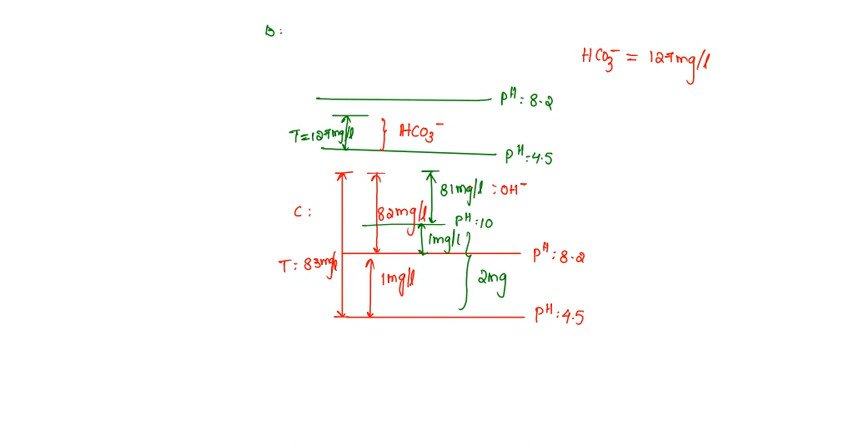 B:
HCO3⁻ = 127mg/l
PH: 8.2
T=127mg/l } HCO3⁻
PH: 4.5
81mg/l : OH⁻
C: 82mg/l PH: 10
1mg/l
T: 83mg/l PH: 8.2
1mg/l 2mg
PH: 4.5